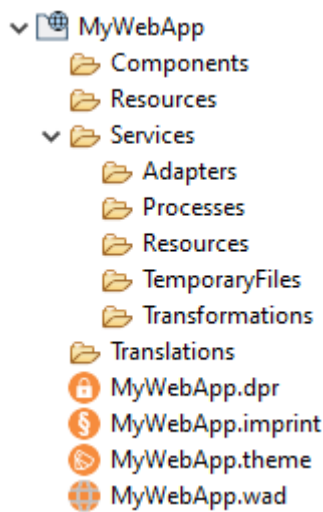 MyWebApp
Components
Resources
Services
Adapters
Processes
Resources
TemporaryFiles
Transformations
Translations
MyWebApp.dpr
MyWebApp.imprint
MyWebApp.theme
MyWebApp.wad